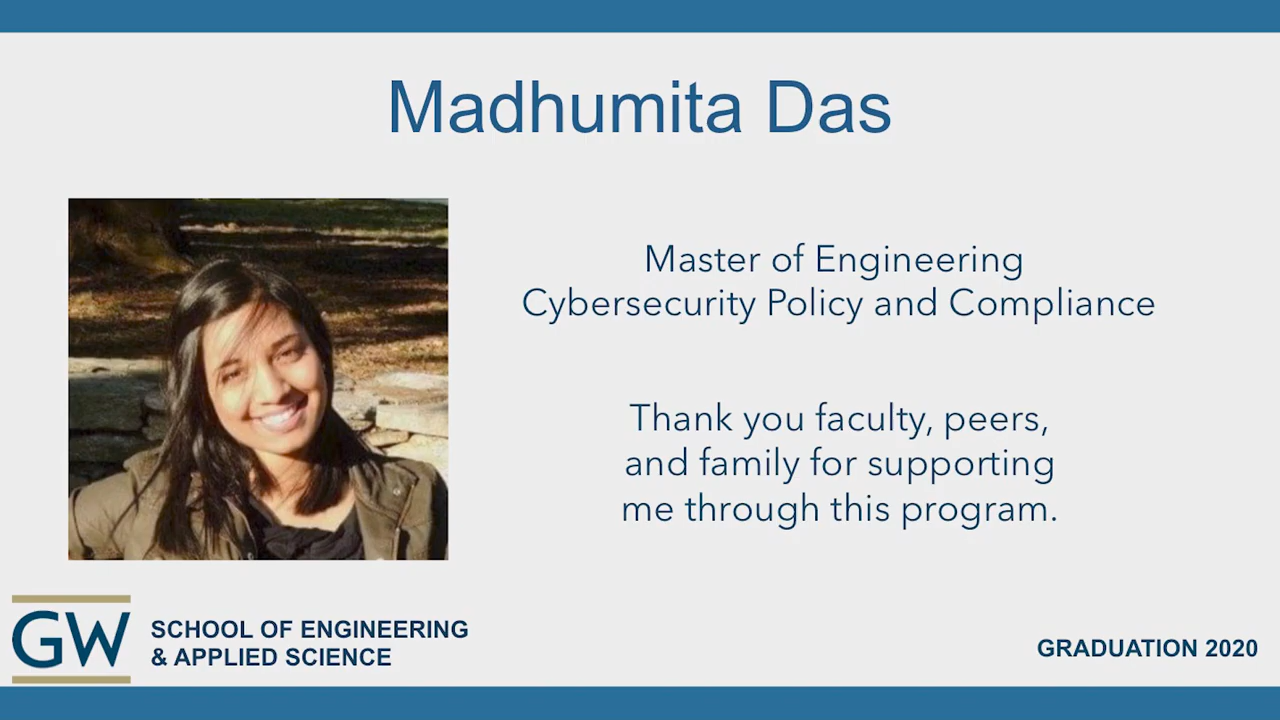 Madhumita Das
Master of Engineering
Cybersecurity Policy and Compliance
Thank you faculty, peers,
and family for supporting
me through this program.
GW
SCHOOL OF ENGINEERING
& APPLIED SCIENCE
GRADUATION 2020